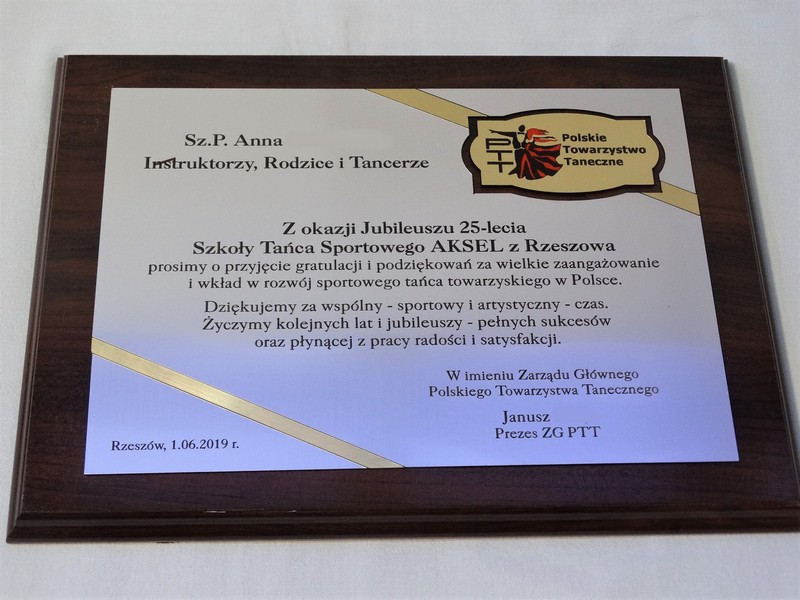 Sz.P. Anna
Instruktorzy, Rodzice i Tancerze
PTT
Polskie
Towarzystwo
Taneczne
Z okazji Jubileuszu 25-lecia
Szkoły Tańca Sportowego AKSEL z Rzeszowa
prosimy o przyjęcie gratulacji i podziękowań za wielkie zaangażowanie
i wkład w rozwój sportowego tańca towarzyskiego w Polsce.
Dziękujemy za wspólny - sportowy i artystyczny - czas.
Życzymy kolejnych lat i jubileuszy - pełnych sukcesów
oraz płynącej z pracy radości i satysfakcji.
W imieniu Zarządu Głównego
Polskiego Towarzystwa Tanecznego
Janusz
Prezes ZG PTT
Rzeszów, 1.06.2019 r.